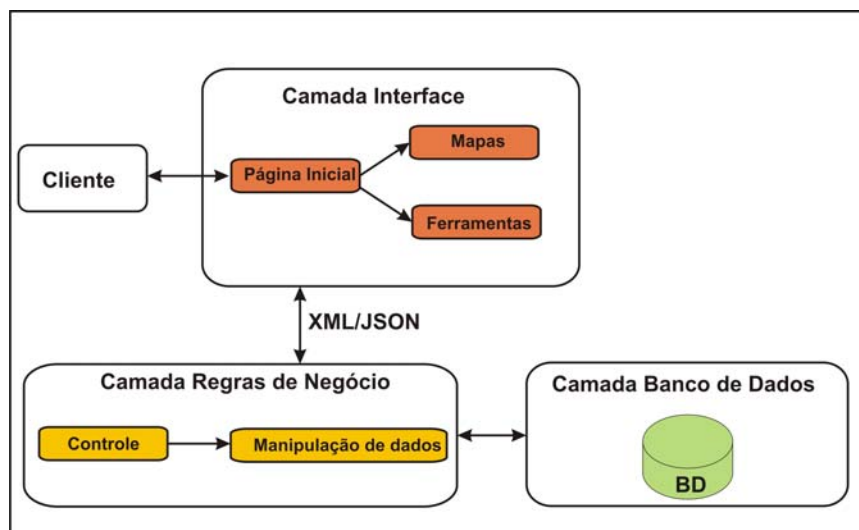 Camada Interface
Mapas
Cliente
Página Inicial
Ferramentas
XML/JSON
Camada Regras de Negócio
Camada Banco de Dados
Controle
Manipulação de dados
BD